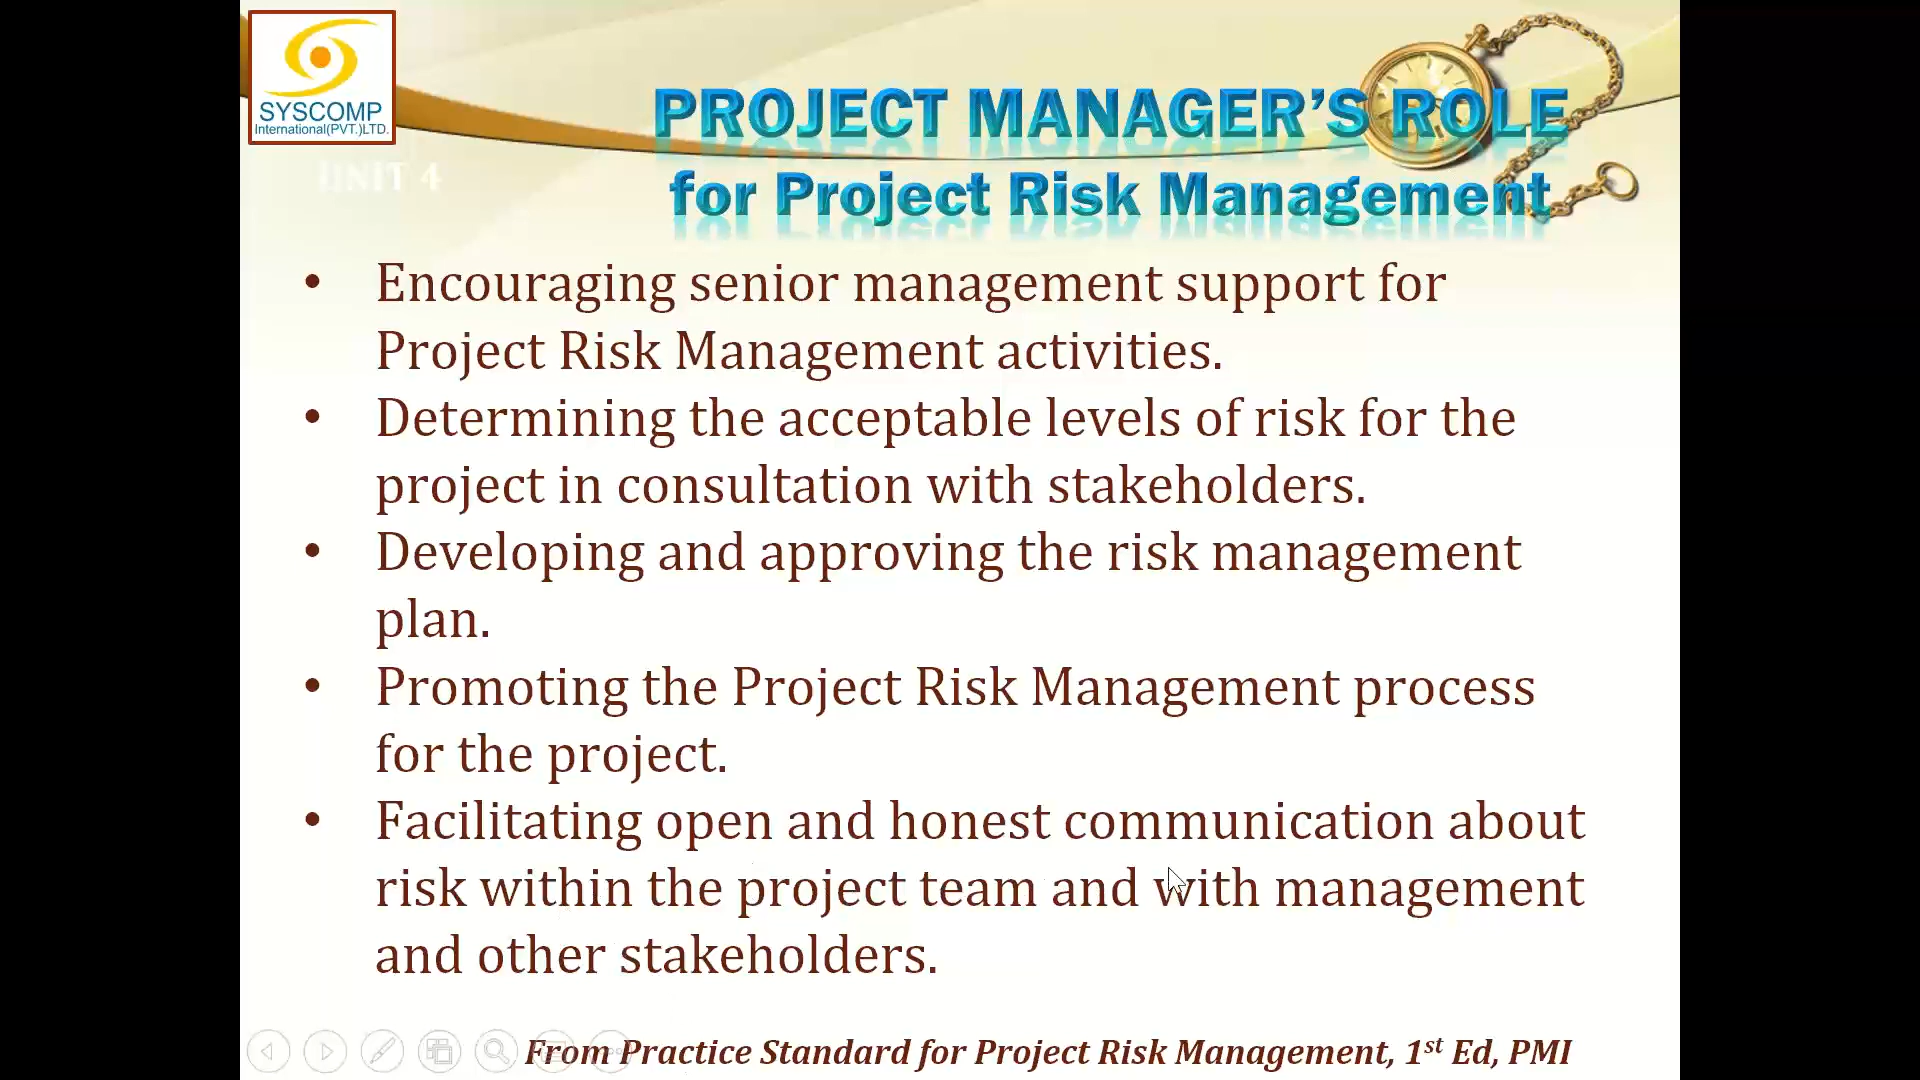 SYSCOMP
International(PVT.)LTD.
UNIT 4
PROJECT MANAGER’S ROLE
for Project Risk Management
• Encouraging senior management support for
Project Risk Management activities.
• Determining the acceptable levels of risk for the
project in consultation with stakeholders.
• Developing and approving the risk management
plan.
• Promoting the Project Risk Management process
for the project.
• Facilitating open and honest communication about
risk within the project team and with management
and other stakeholders.
From Practice Standard for Project Risk Management, 1st Ed, PMI